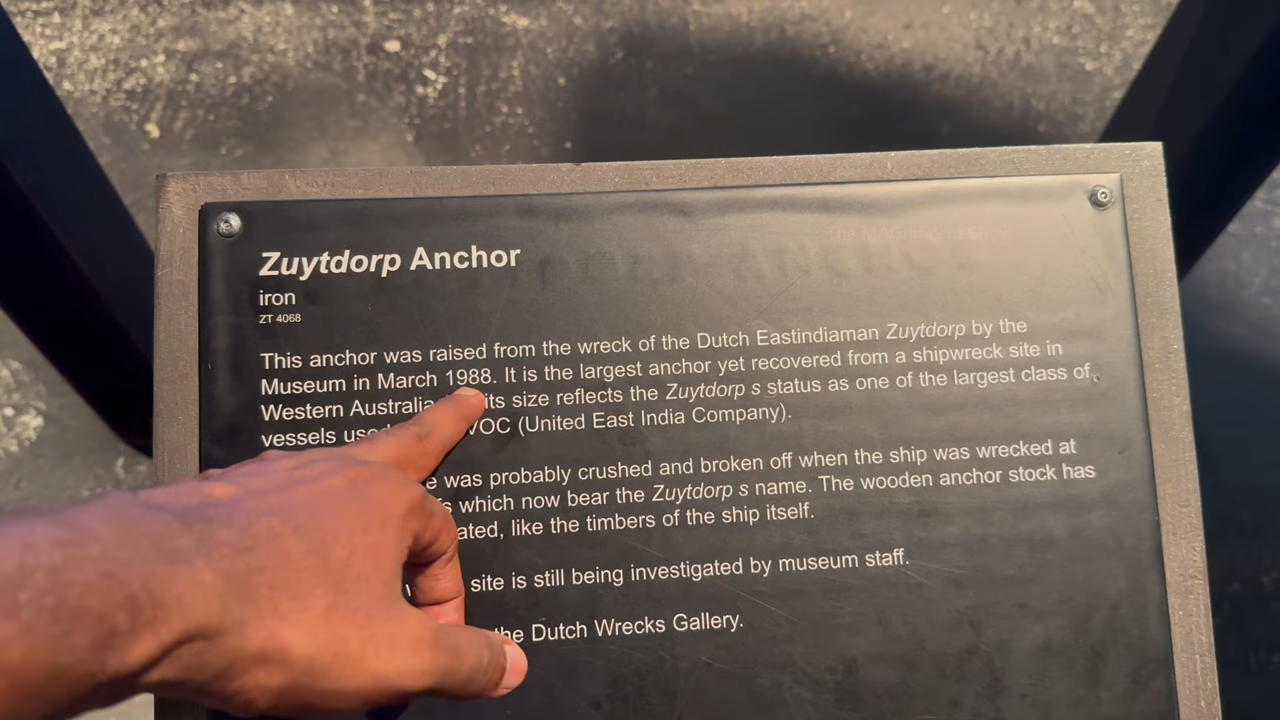 Zuytdorp Anchor
iron
ZT 4068
This anchor was raised from the wreck of the Dutch Eastindiaman Zuytdorp by the
Museum in March 1988. It is the largest anchor yet recovered from a shipwreck site in
Western Australia its size reflects the Zuytdorp s status as one of the largest class of
vessels VOC (United East India Company).
was probably crushed and broken off when the ship was wrecked at
which now bear the Zuytdorp s name. The wooden anchor stock has
like the timbers of the ship itself.
site is still being investigated by museum staff.
the Dutch Wrecks Gallery.